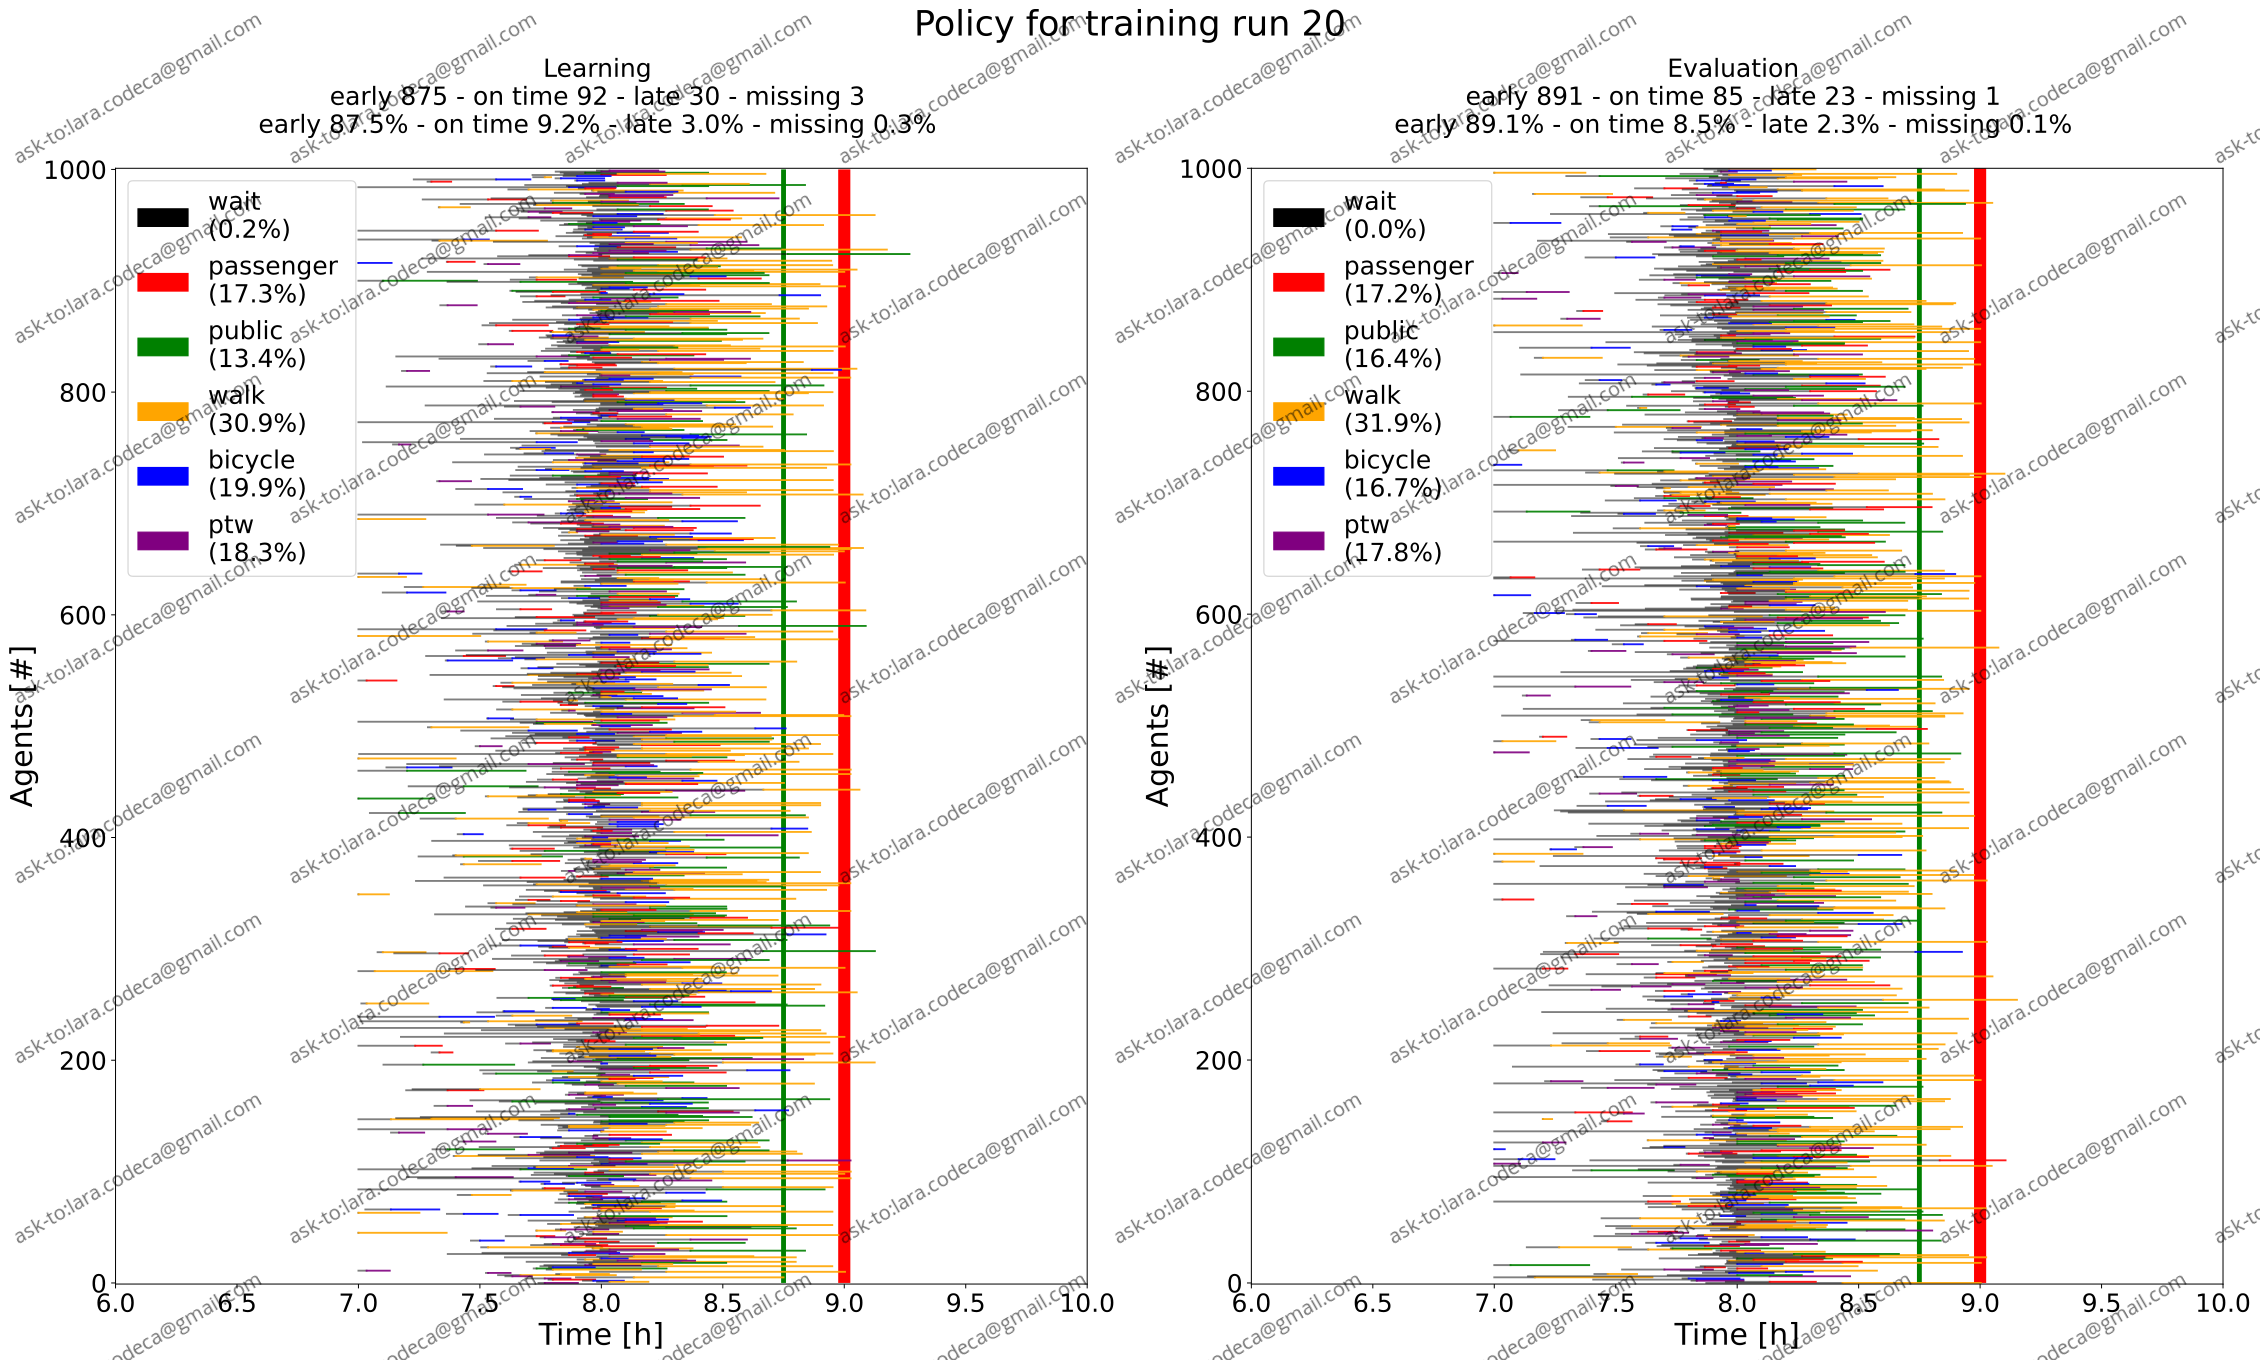 Policy for training run 20
Learning
early 875 - on time 92 - late 30 - missing 3
early 87.5% - on time 9.2% - late 3.0% - missing 0.3%
1000
800
600
400
200
0
Agents [#]
wait
(0.2%)
passenger
(17.3%)
public
(13.4%)
walk
(30.9%)
bicycle
(19.9%)
ptw
(18.3%)
6.0 6.5 7.0 7.5 8.0 8.5 9.0 9.5 10.0
Time [h]
Evaluation
early 891 - on time 85 - late 23 - missing 1
early 89.1% - on time 8.5% - late 2.3% - missing 0.1%
1000
800
600
400
200
0
Agents [#]
wait
(0.0%)
passenger
(17.2%)
public
(16.4%)
walk
(31.9%)
bicycle
(16.7%)
ptw
(17.8%)
6.0 6.5 7.0 7.5 8.0 8.5 9.0 9.5 10.0
Time [h]
ask-to:lara.codeca@gmail.com